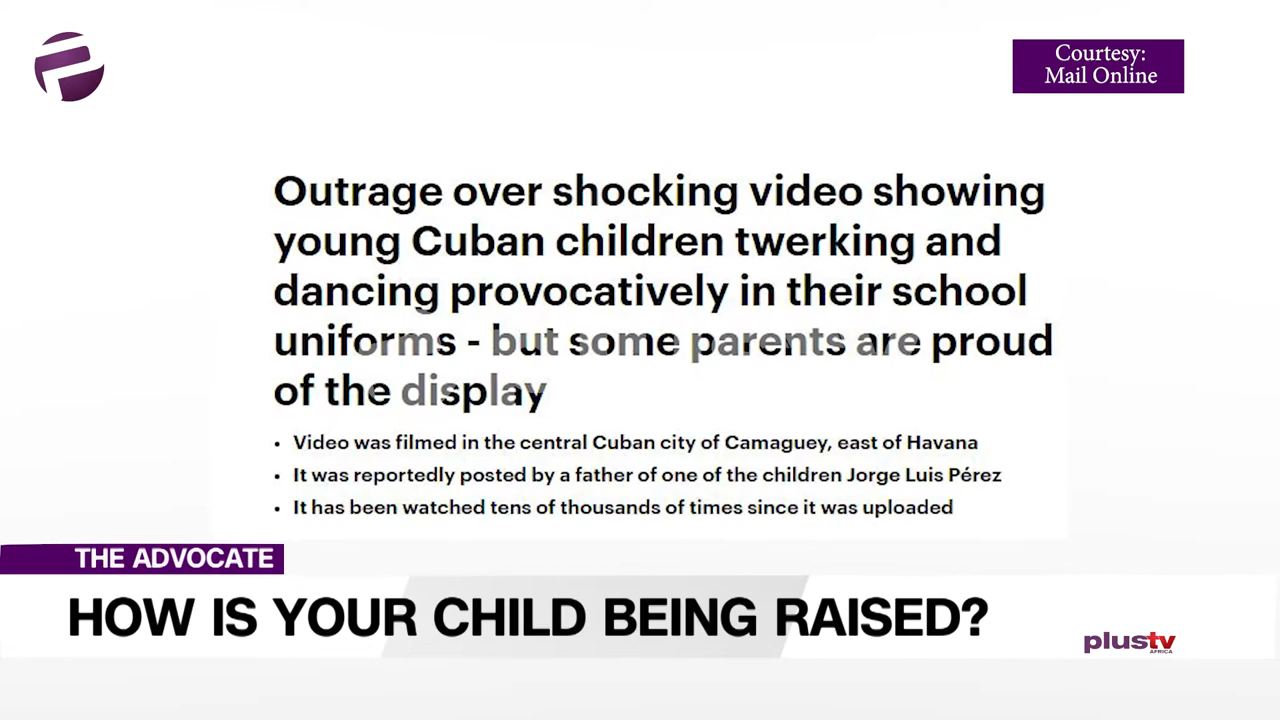 Courtesy:
Mail Online
Outrage over shocking video showing
young Cuban children twerking and
dancing provocatively in their school
uniforms - but some parents are proud
of the display
• Video was filmed in the central Cuban city of Camaguey, east of Havana
• It was reportedly posted by a father of one of the children Jorge Luis Pérez
• It has been watched tens of thousands of times since it was uploaded
THE ADVOCATE
HOW IS YOUR CHILD BEING RAISED?
plustv
AFRICA